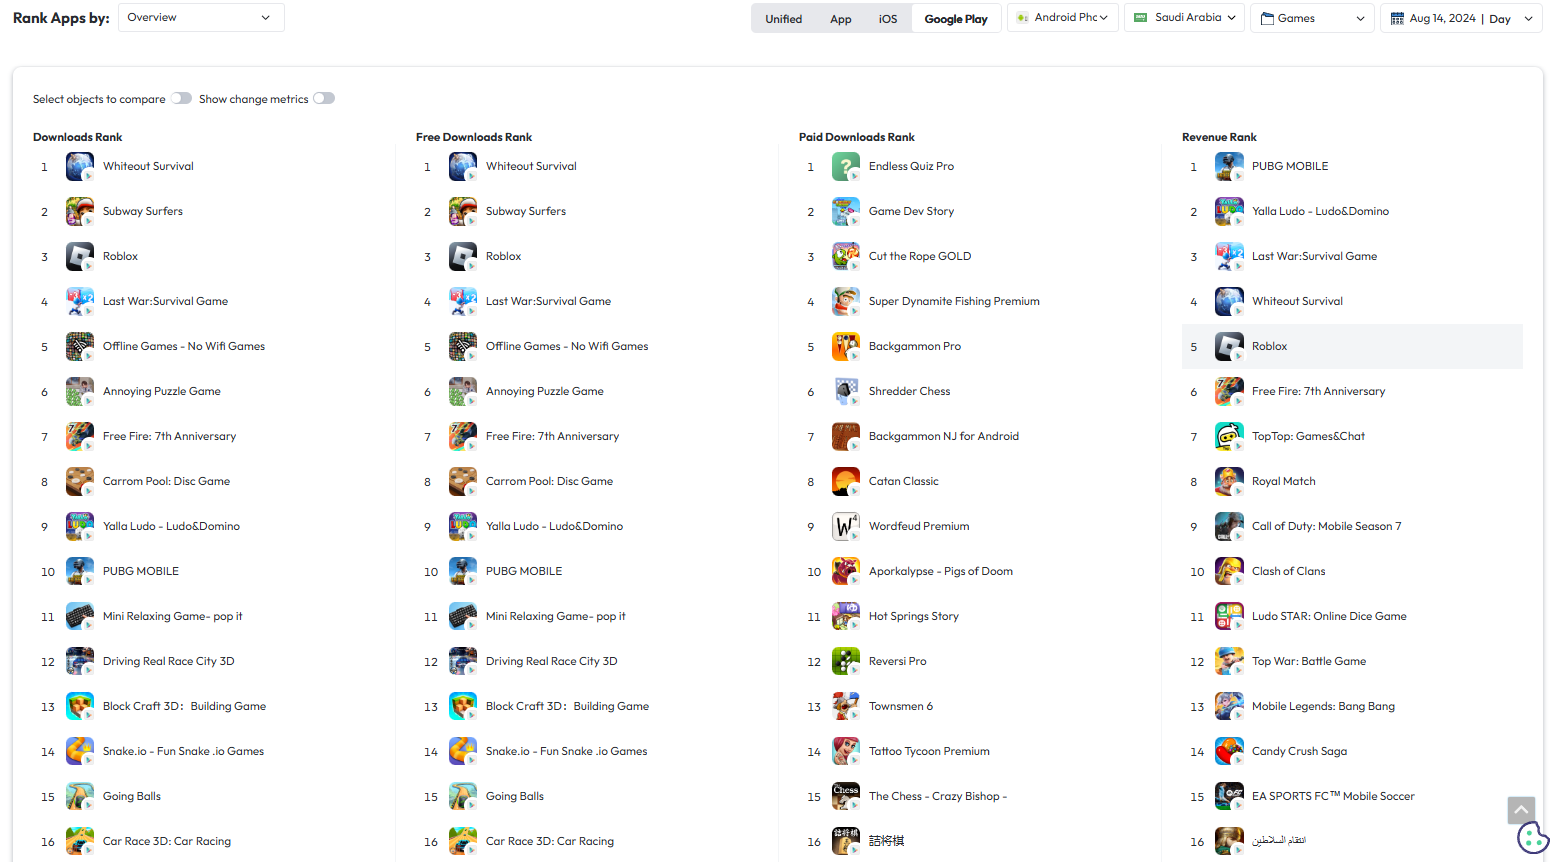 Rank Apps by:
Overview
Unified
App
iOS
Google Play
Android Phc
Saudi Arabia
Games
Aug 14, 2024 | Day
Select objects to compare
Show change metrics
Downloads Rank
1 Whiteout Survival
2 Subway Surfers
3 Roblox
4 Last War:Survival Game
5 Offline Games - No Wifi Games
6 Annoying Puzzle Game
7 Free Fire: 7th Anniversary
8 Carrom Pool: Disc Game
9 Yalla Ludo - Ludo&Domino
10 PUBG MOBILE
11 Mini Relaxing Game- pop it
12 Driving Real Race City 3D
13 Block Craft 3D：Building Game
14 Snake.io - Fun Snake .io Games
15 Going Balls
16 Car Race 3D: Car Racing
Free Downloads Rank
1 Whiteout Survival
2 Subway Surfers
3 Roblox
4 Last War:Survival Game
5 Offline Games - No Wifi Games
6 Annoying Puzzle Game
7 Free Fire: 7th Anniversary
8 Carrom Pool: Disc Game
9 Yalla Ludo - Ludo&Domino
10 PUBG MOBILE
11 Mini Relaxing Game- pop it
12 Driving Real Race City 3D
13 Block Craft 3D：Building Game
14 Snake.io - Fun Snake .io Games
15 Going Balls
16 Car Race 3D: Car Racing
Paid Downloads Rank
1 Endless Quiz Pro
2 Game Dev Story
3 Cut the Rope GOLD
4 Super Dynamite Fishing Premium
5 Backgammon Pro
6 Shredder Chess
7 Backgammon NJ for Android
8 Catan Classic
9 Wordfeud Premium
10 Aporkalypse - Pigs of Doom
11 Hot Springs Story
12 Reversi Pro
13 Townsmen 6
14 Tattoo Tycoon Premium
15 The Chess - Crazy Bishop -
16 詰将棋
Revenue Rank
1 PUBG MOBILE
2 Yalla Ludo - Ludo&Domino
3 Last War:Survival Game
4 Whiteout Survival
5 Roblox
6 Free Fire: 7th Anniversary
7 TopTop: Games&Chat
8 Royal Match
9 Call of Duty: Mobile Season 7
10 Clash of Clans
11 Ludo STAR: Online Dice Game
12 Top War: Battle Game
13 Mobile Legends: Bang Bang
14 Candy Crush Saga
15 EA SPORTS FC™ Mobile Soccer
16 انتقام السلاطين